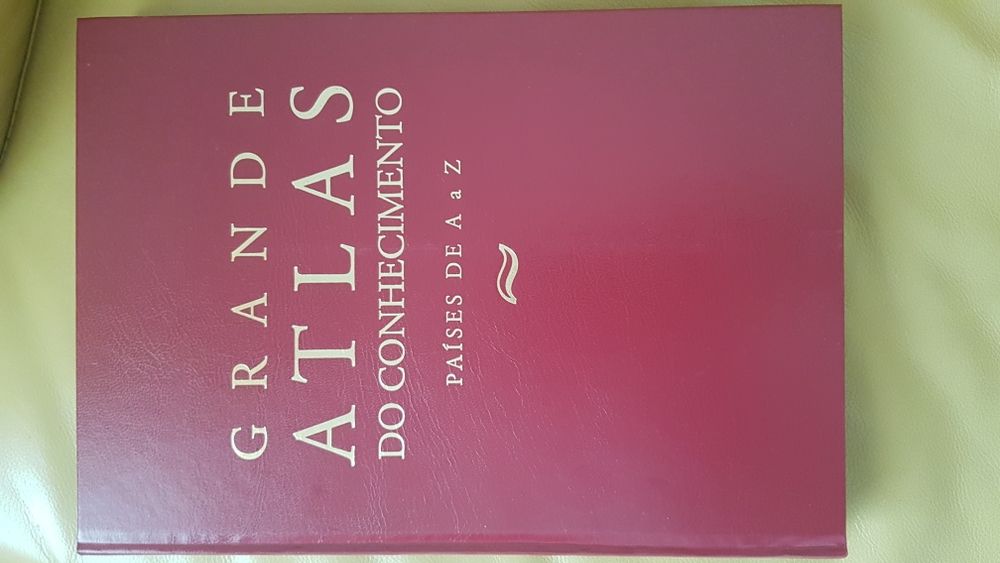 GRANDE
ATLAS
DO CONHECIMENTO
PAÍSES DE A a Z